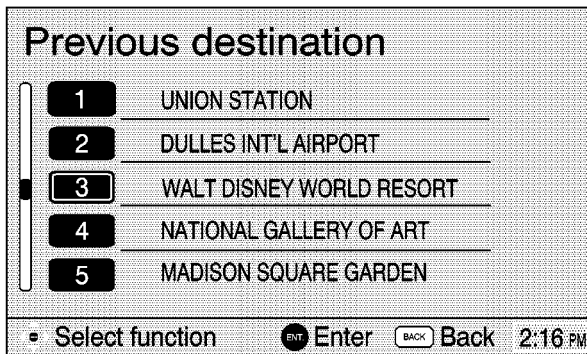 Previous destination
1 UNION STATION
2 DULLES INT'L AIRPORT
3 WALT DISNEY WORLD RESORT
4 NATIONAL GALLERY OF ART
5 MADISON SQUARE GARDEN
Select function ENT. Enter BACK Back 2:16 PM